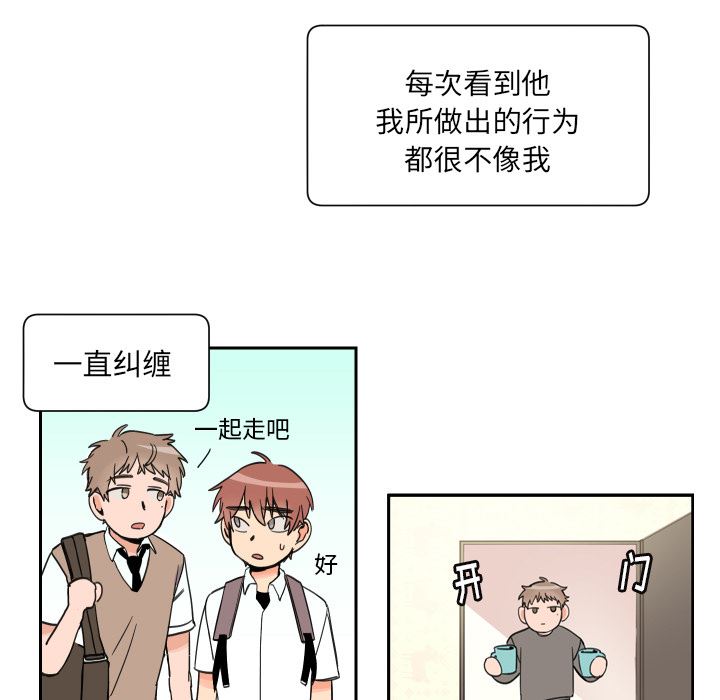 每次看到他
我所做出的行为
都很不像我
一直纠缠
一起走吧
好
开门